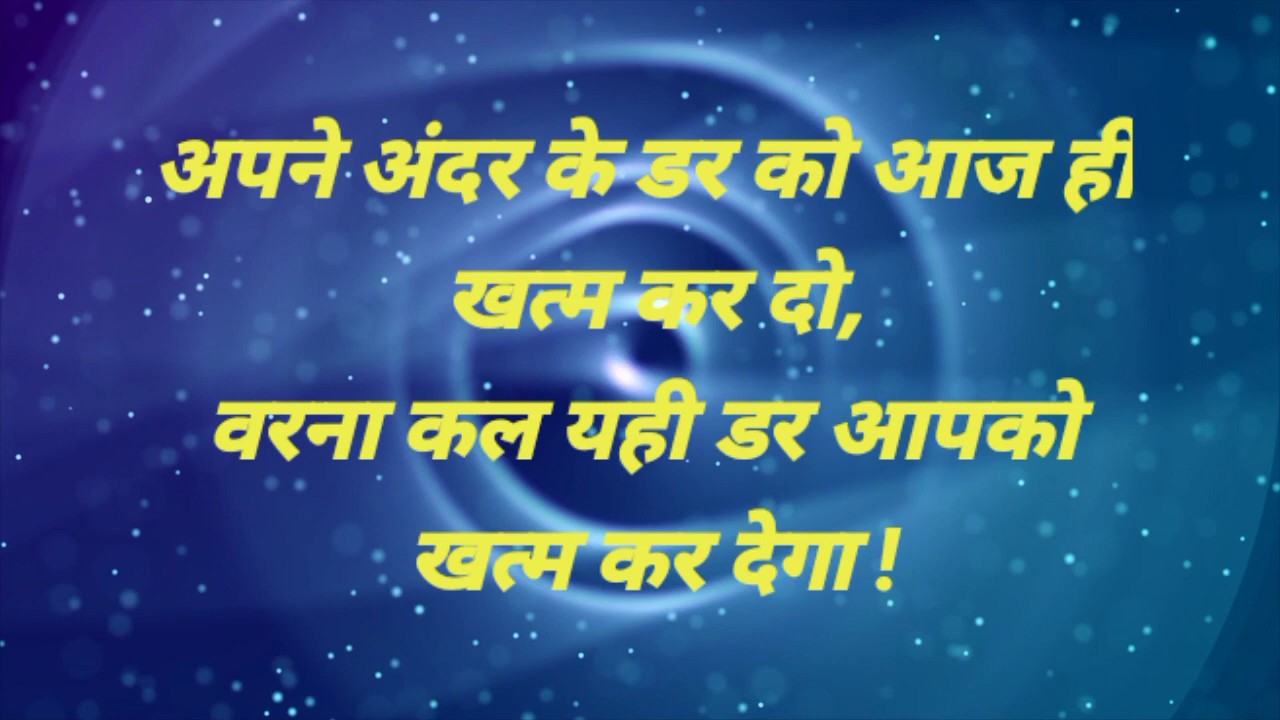 अपने अंदर के डर को आज ही
खत्म कर दो,
वरना कल यही डर आपको
खत्म कर देगा !